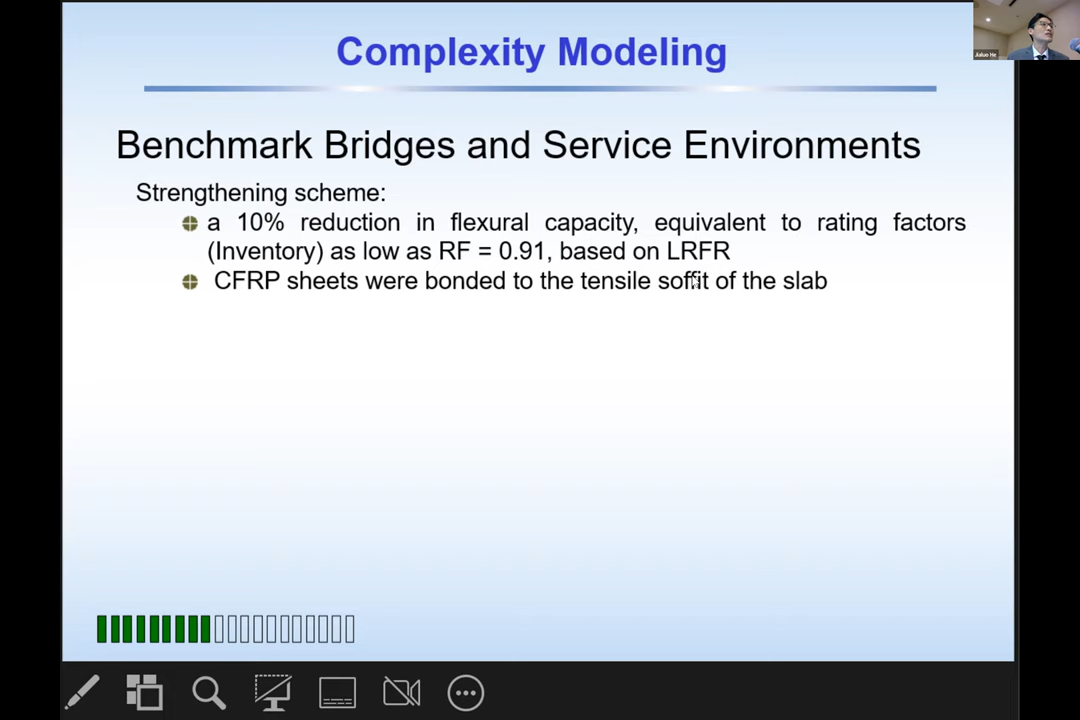 Complexity Modeling
Benchmark Bridges and Service Environments
Strengthening scheme:
a 10% reduction in flexural capacity, equivalent to rating factors
(Inventory) as low as RF = 0.91, based on LRFR
CFRP sheets were bonded to the tensile soffit of the slab